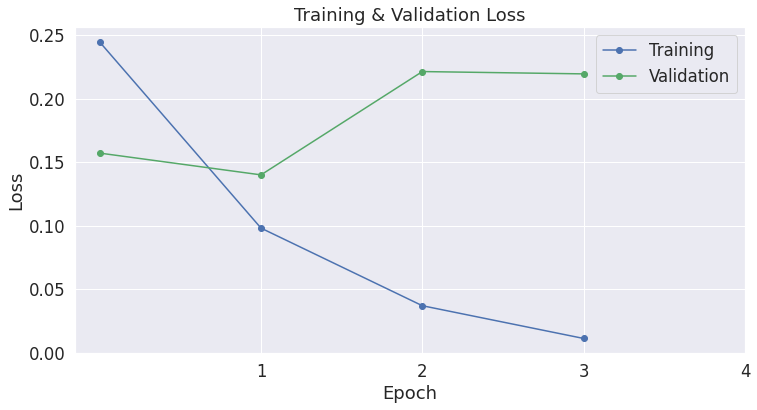 Training & Validation Loss
Training
Validation
Loss
0.25
0.20
0.15
0.10
0.05
0.00
1
2
3
4
Epoch